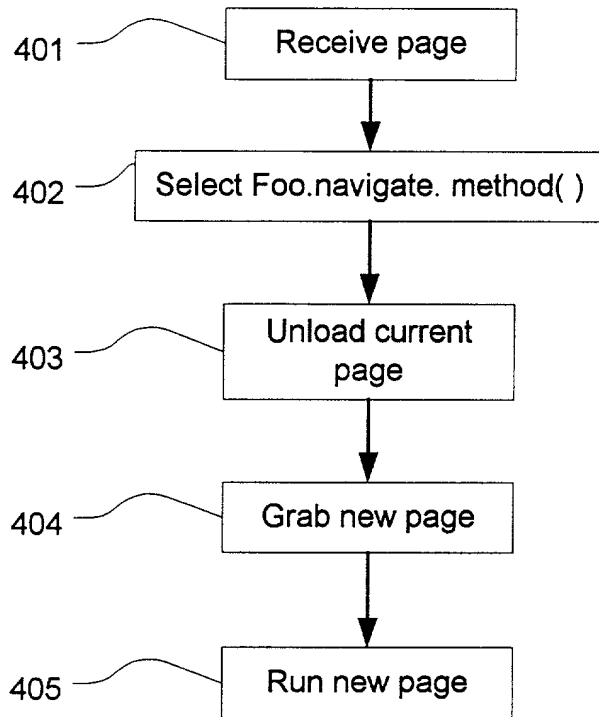 401
Receive page
402
Select Foo.navigate. method( )
403
Unload current
page
404
Grab new page
405
Run new page